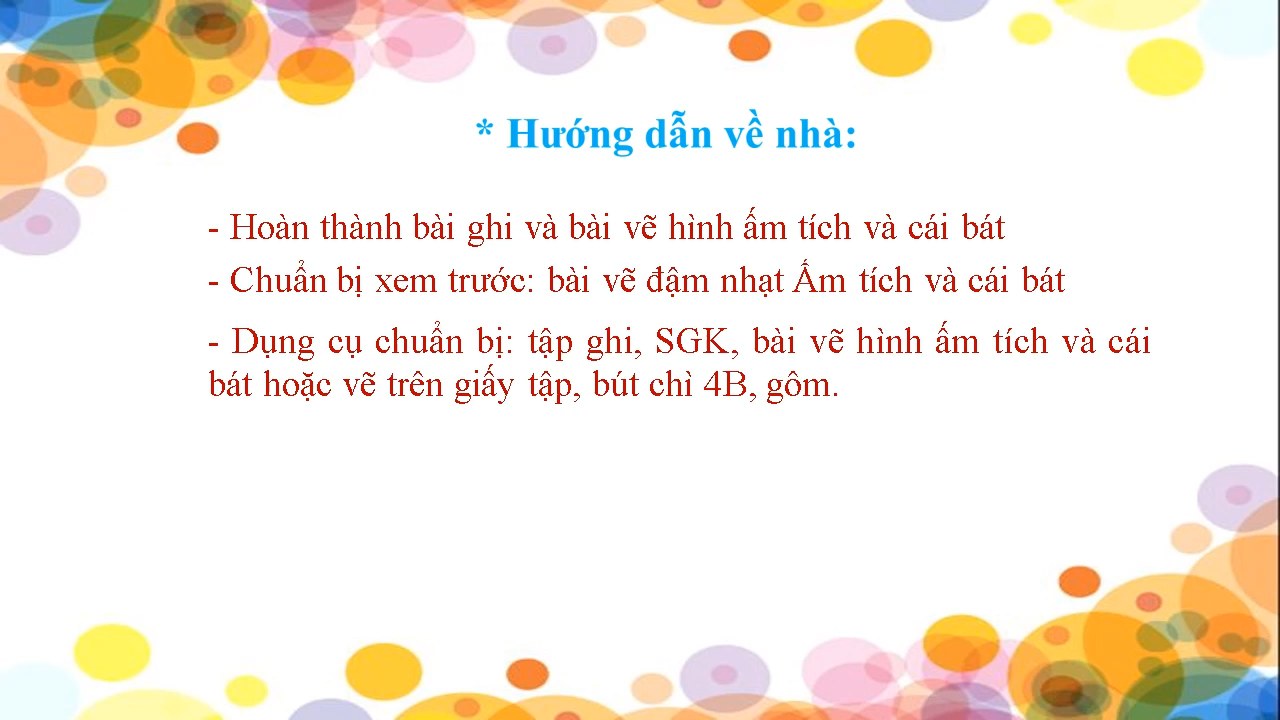 * Hướng dẫn về nhà:
- Hoàn thành bài ghi và bài vẽ hình ấm tích và cái bát
- Chuẩn bị xem trước: bài vẽ đậm nhạt Ấm tích và cái bát
- Dụng cụ chuẩn bị: tập ghi, SGK, bài vẽ hình ấm tích và cái
bát hoặc vẽ trên giấy tập, bút chì 4B, gôm.